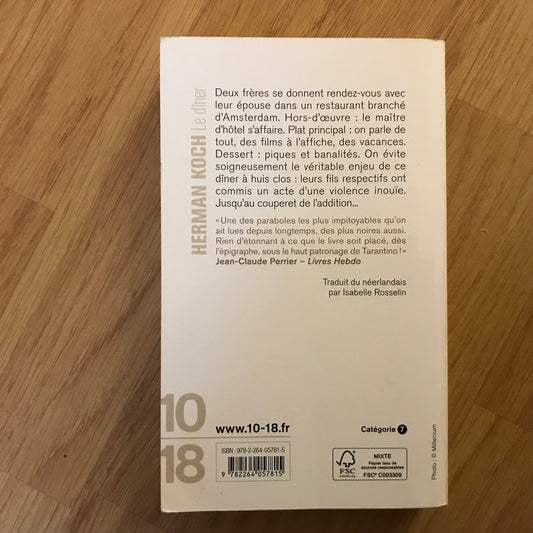 HERMAN KOCH Le dîner
Deux frères se donnent rendez-vous avec
leur épouse dans un restaurant branché
d'Amsterdam. Hors-d'œuvre : le maître
d'hôtel s'affaire. Plat principal : on parle de
tout, des films à l'affiche, des vacances.
Dessert : piques et banalités. On évite
soigneusement le véritable enjeu de ce
dîner à huis clos : leurs fils respectifs ont
commis un acte d'une violence inouïe.
Jusqu'au couperet de l'addition...
« Une des paraboles les plus impitoyables qu'on
ait lues depuis longtemps, des plus noires aussi.
Rien d'étonnant à ce que le livre soit placé, dès
l'épigraphe, sous le haut patronage de Tarantino ! »
Jean-Claude Perrier – Livres Hebdo
Traduit du néerlandais
par Isabelle Rosselin
10
18
www.10-18.fr
Catégorie 7
ISBN : 978-2-264-05781-5
9 782264 057815
FSC
www.fsc.org
MIXTE
Papier issu de
sources responsables
FSC® C003309
Photo : © Millenium